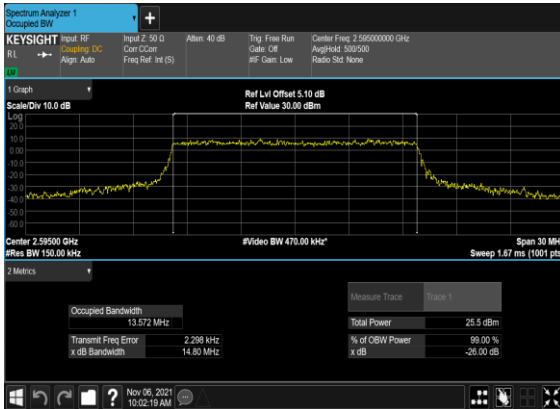 Spectrum Analyzer 1
Occupied BW
KEYSIGHT
RL
Input: RF
Coupling: DC
Align: Auto
Input Z: 50 Ω
Corr CCorr
Freq Ref: Int (S)
Atten: 40 dB
Trig: Free Run
Gate: Off
#IF Gain: Low
Center Freq: 2.595000000 GHz
Avg|Hold: 500/500
Radio Std: None
1 Graph
Scale/Div 10.0 dB
Ref Lvl Offset 5.10 dB
Ref Value 30.00 dBm
Log
20.0
10.0
0.00
-10.0
-20.0
-30.0
-40.0
-50.0
-60.0
Center 2.59500 GHz
#Video BW 470.00 kHz*
Span 30 MH
#Res BW 150.00 kHz
Sweep 1.67 ms (1001 pts
2 Metrics
Measure Trace
Trace 1
Occupied Bandwidth
13.572 MHz
Total Power
25.5 dBm
Transmit Freq Error
2.298 kHz
% of OBW Power
99.00 %
x dB Bandwidth
14.80 MHz
x dB
-26.00 dB
Nov 06, 2021
10:02:19 AM